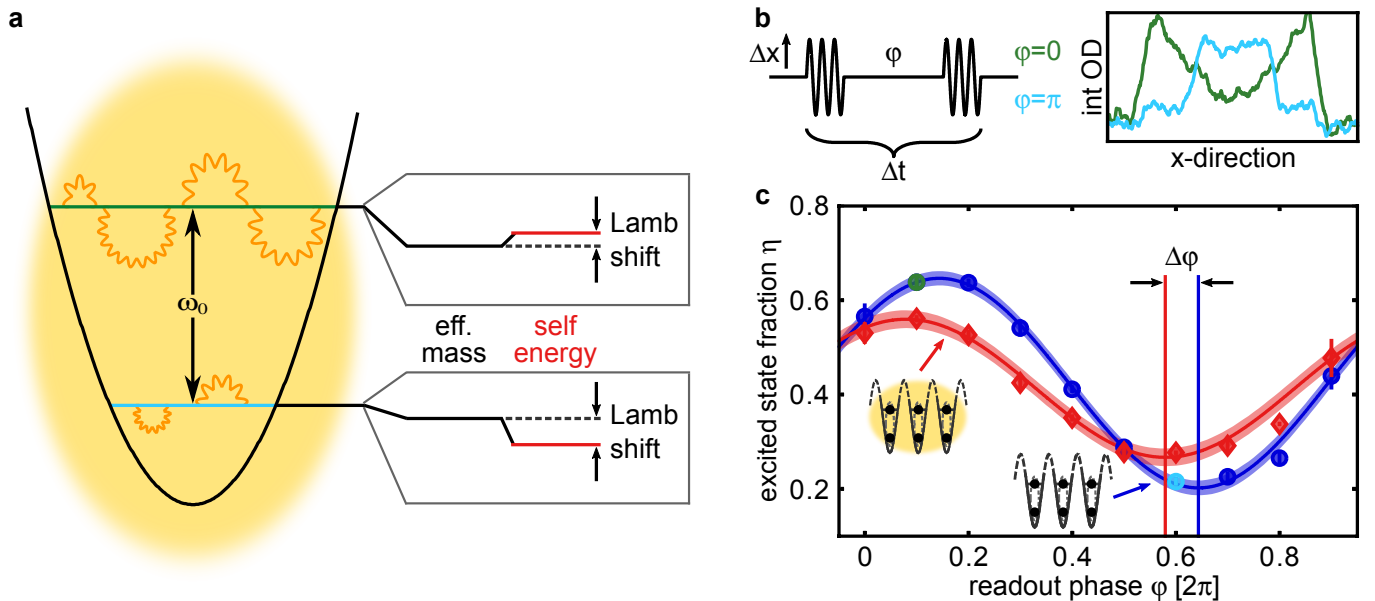 a
ω₀
Lamb
shift
eff.
mass
self
energy
Lamb
shift
b
Δx
φ
φ=0
φ=π
Δt
int OD
x-direction
c
excited state fraction η
0.8
0.6
0.4
0.2
Δφ
0
0.2
0.4
0.6
0.8
readout phase φ [2π]